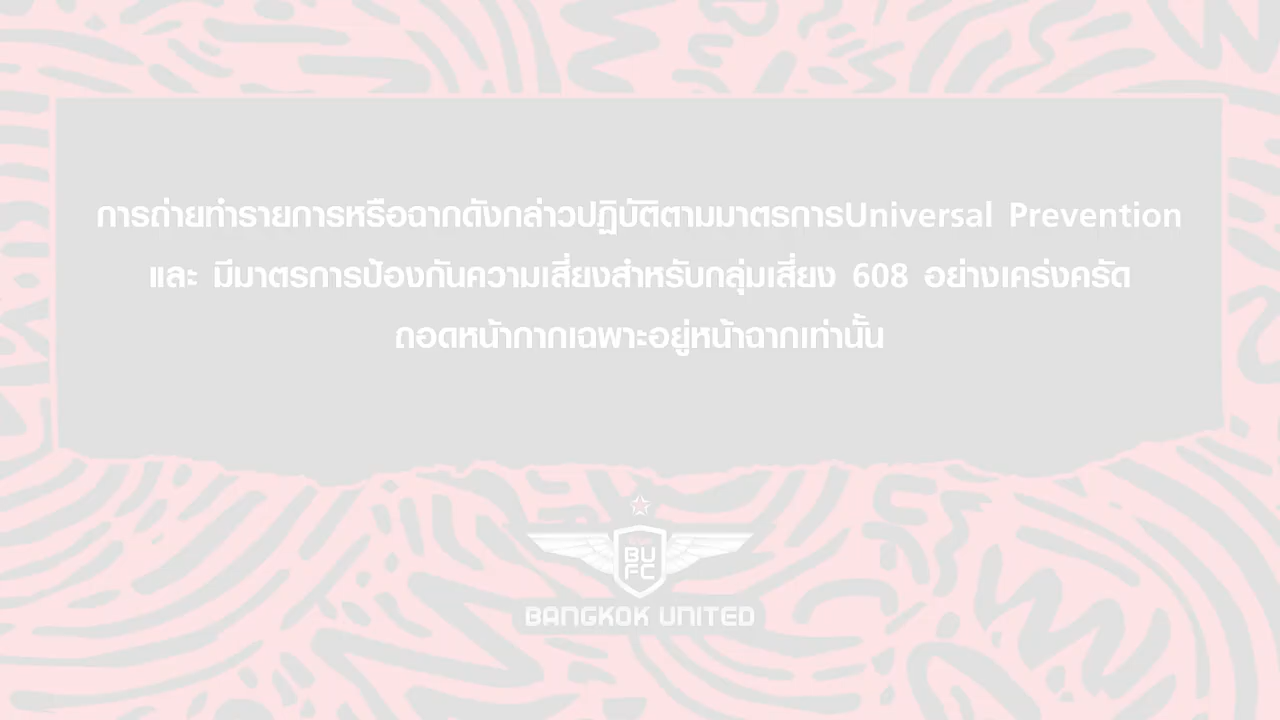 การถ่ายทำรายการหรือฉากดังกล่าวปฏิบัติตามมาตรการUniversal Prevention
และ มีมาตรการป้องกันความเสี่ยงสำหรับกลุ่มเสี่ยง 608 อย่างเคร่งครัด
ถอดหน้ากากเฉพาะอยู่หน้าฉากเท่านั้น
BU
FC
BANGKOK UNITED